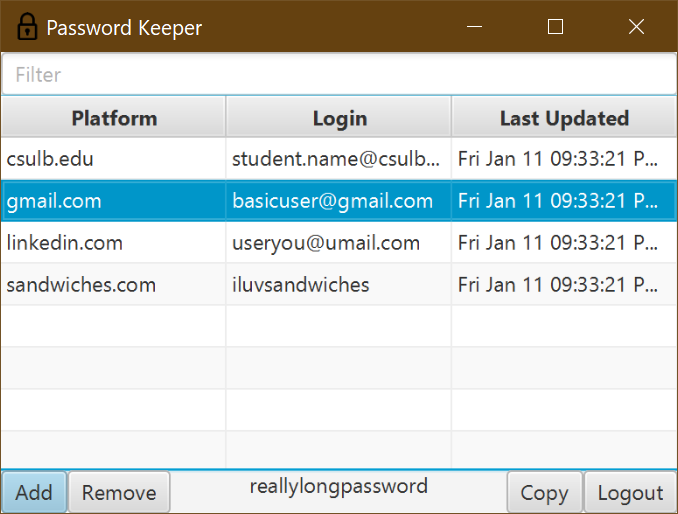 Password Keeper
Filter
Platform Login Last Updated
csulb.edu student.name@csulb... Fri Jan 11 09:33:21 P...
gmail.com basicuser@gmail.com Fri Jan 11 09:33:21 P...
linkedin.com useryou@umail.com Fri Jan 11 09:33:21 P...
sandwiches.com iluvsandwiches Fri Jan 11 09:33:21 P...
Add Remove reallylongpassword Copy Logout